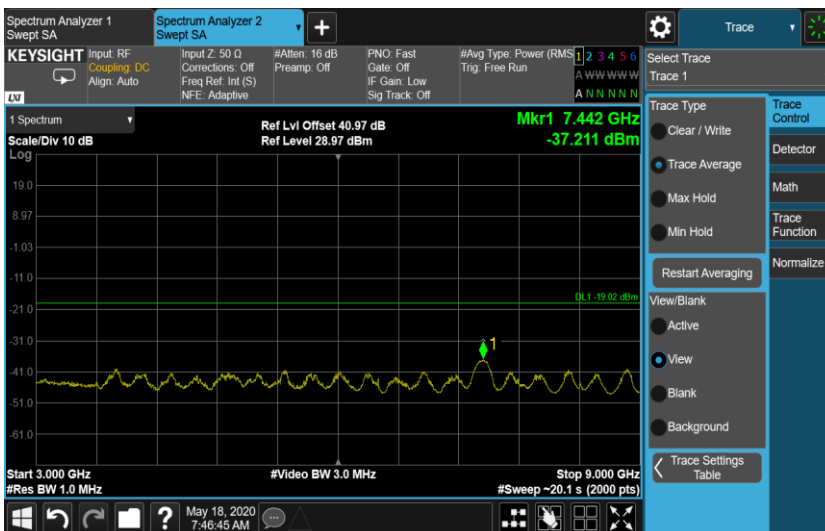 Spectrum Analyzer 1
Swept SA
Spectrum Analyzer 2
Swept SA
Trace
KEYSIGHT
Input: RF
Coupling: DC
Align: Auto
Input Z: 50 Ω
Corrections: Off
Freq Ref: Int (S)
NFE: Adaptive
#Atten: 16 dB
Preamp: Off
PNO: Fast
Gate: Off
IF Gain: Low
Sig Track: Off
#Avg Type: Power (RMS
Trig: Free Run
1 2 3 4 5 6
A W W W W W
A N N N N N
LXI
Select Trace
Trace 1
1 Spectrum
Scale/Div 10 dB
Log
Ref Lvl Offset 40.97 dB
Ref Level 28.97 dBm
Mkr1 7.442 GHz
-37.211 dBm
19.0
8.97
-1.03
-11.0
-21.0
-31.0
-41.0
-51.0
-61.0
DL1 -19.02 dBm
1
Start 3.000 GHz
#Res BW 1.0 MHz
#Video BW 3.0 MHz
Stop 9.000 GHz
#Sweep ~20.1 s (2000 pts)
Trace Type
Clear / Write
Trace Average
Max Hold
Min Hold
Restart Averaging
View/Blank
Active
View
Blank
Background
Trace Settings
Table
Trace
Control
Detector
Math
Trace
Function
Normalize
?
May 18, 2020
7:46:45 AM